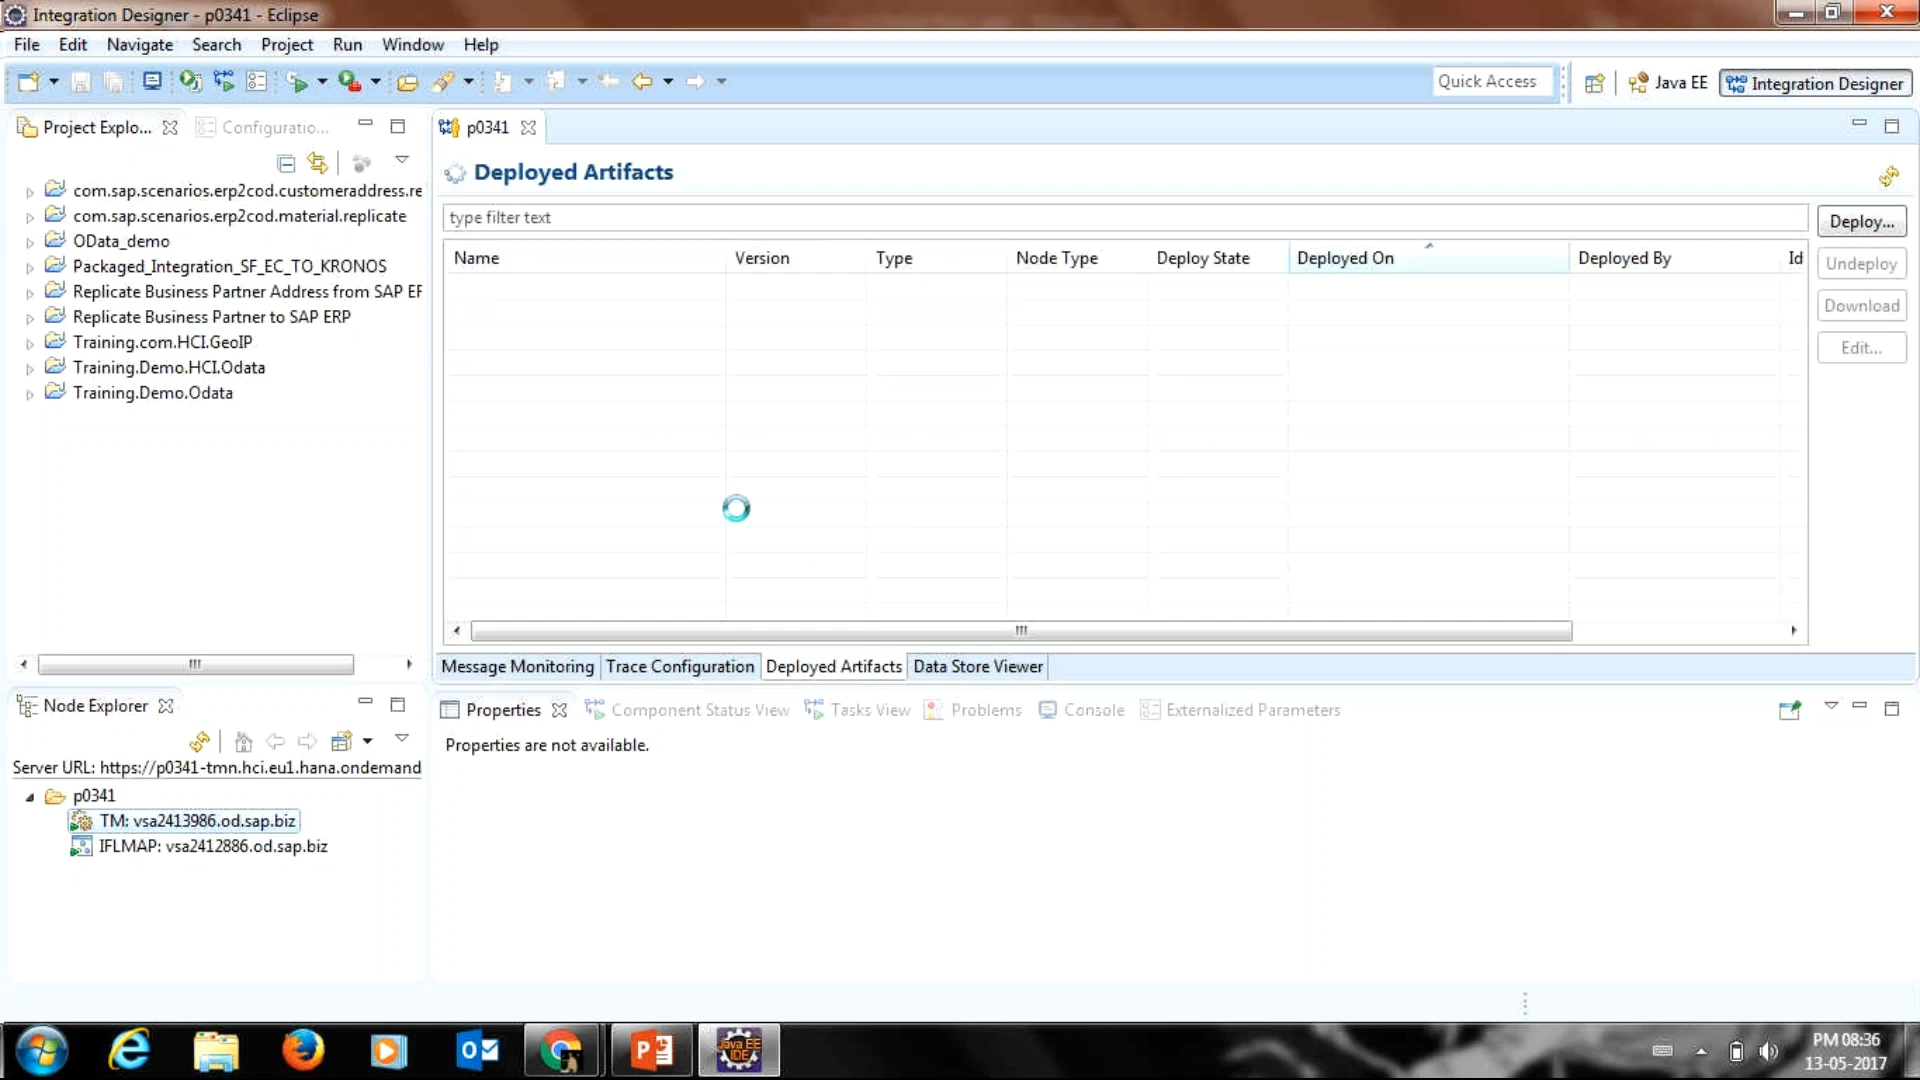 Integration Designer - p0341 - Eclipse
File Edit Navigate Search Project Run Window Help
Quick Access Java EE Integration Designer
Project Explo... Configuratio...
com.sap.scenarios.erp2cod.customeraddress.re
com.sap.scenarios.erp2cod.material.replicate
OData_demo
Packaged_Integration_SF_EC_TO_KRONOS
Replicate Business Partner Address from SAP EF
Replicate Business Partner to SAP ERP
Training.com.HCI.GeoIP
Training.Demo.HCI.Odata
Training.Demo.Odata
p0341
Deployed Artifacts
type filter text
Name Version Type Node Type Deploy State Deployed On Deployed By Id
Deploy...
Undeploy
Download
Edit...
Message Monitoring Trace Configuration Deployed Artifacts Data Store Viewer
Node Explorer
Server URL: https://p0341-tmn.hci.eu1.hana.ondemand
p0341
TM: vsa2413986.od.sap.biz
IFLMAP: vsa2412886.od.sap.biz
Properties Component Status View Tasks View Problems Console Externalized Parameters
Properties are not available.
Java EE
IDE
PM 08:36
13-05-2017